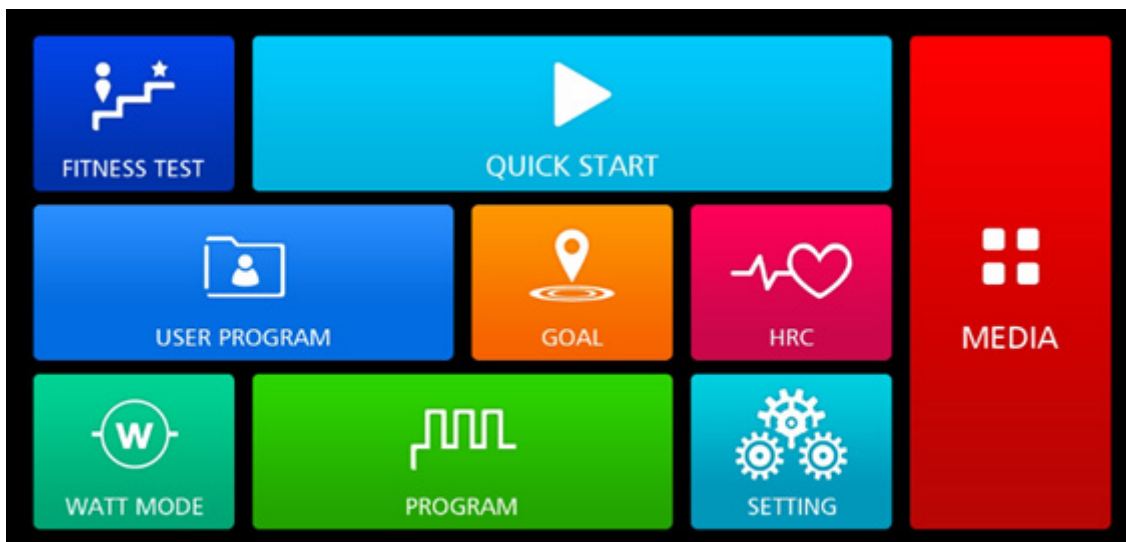 FITNESS TEST
QUICK START
USER PROGRAM
GOAL
HRC
MEDIA
W
WATT MODE
PROGRAM
SETTING